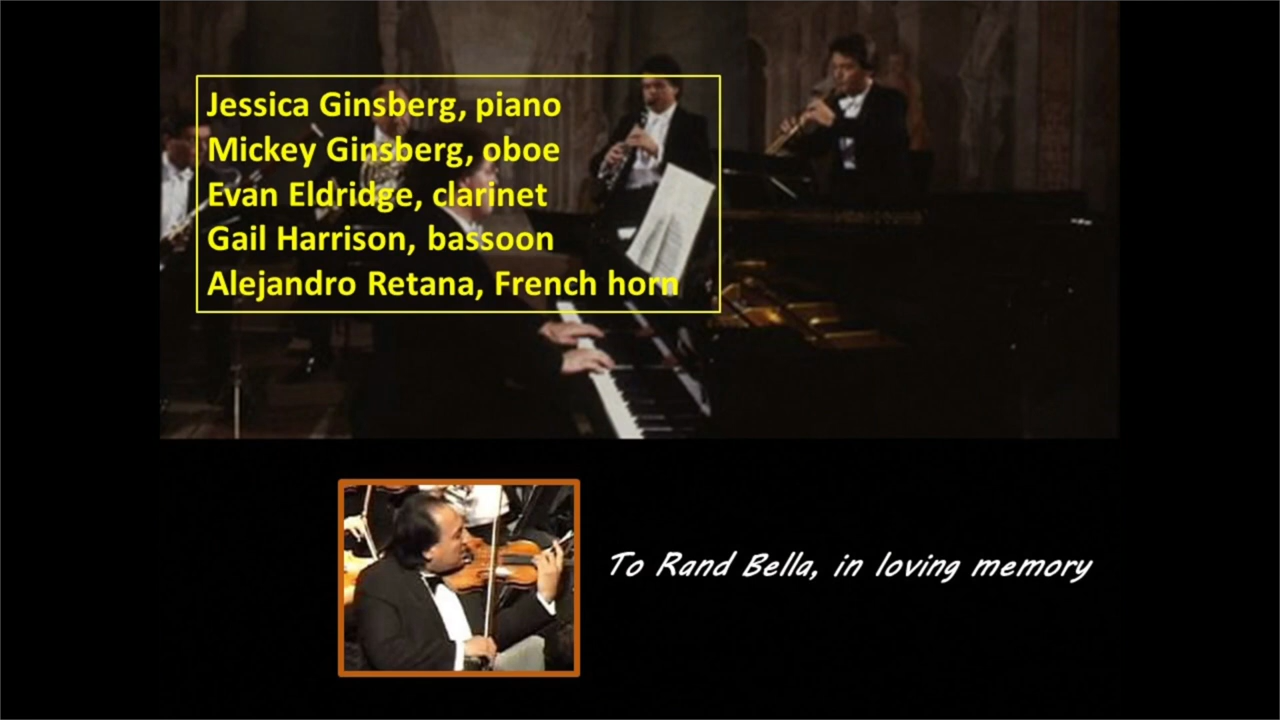 Jessica Ginsberg, piano
Mickey Ginsberg, oboe
Evan Eldridge, clarinet
Gail Harrison, bassoon
Alejandro Retana, French horn
To Rand Bella, in loving memory